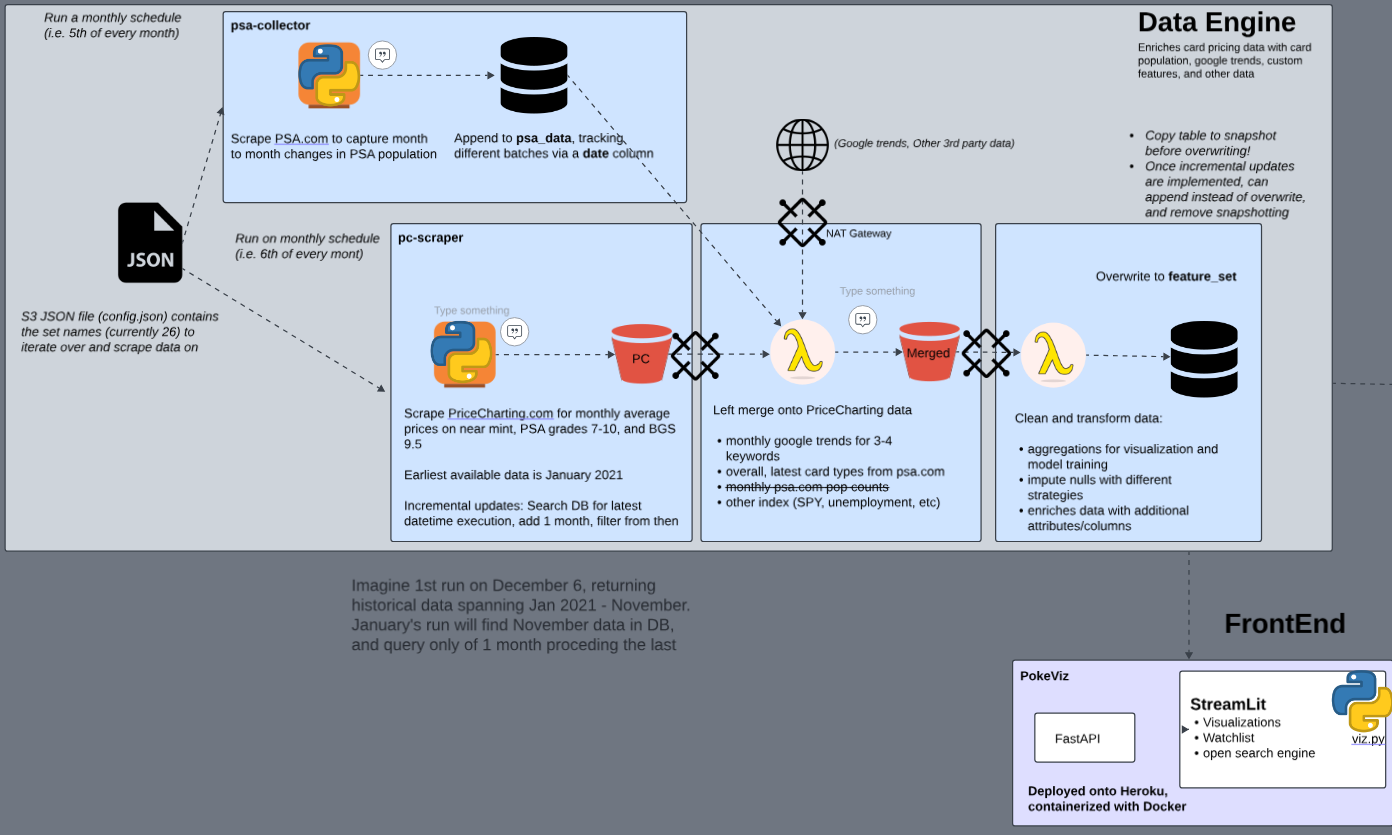 Run a monthly schedule
(i.e. 5th of every month)
psa-collector
Scrape PSA.com to capture month
to month changes in PSA population
Append to psa_data, tracking
different batches via a date column
Data Engine
Enriches card pricing data with card
population, google trends, custom
features, and other data
(Google trends, Other 3rd party data)
• Copy table to snapshot
before overwriting!
• Once incremental updates
are implemented, can
append instead of overwrite,
and remove snapshotting
JSON
S3 JSON file (config.json) contains
the set names (currently 26) to
iterate over and scrape data on
Run on monthly schedule
(i.e. 6th of every mont)
pc-scraper
Type something
PC
Scrape PriceCharting.com for monthly average
prices on near mint, PSA grades 7-10, and BGS
9.5
Earliest available data is January 2021
Incremental updates: Search DB for latest
datetime execution, add 1 month, filter from then
NAT Gateway
Type something
Merged
Left merge onto PriceCharting data
• monthly google trends for 3-4
keywords
• overall, latest card types from psa.com
• monthly psa.com pop counts
• other index (SPY, unemployment, etc)
Overwrite to feature_set
Clean and transform data:
• aggregations for visualization and
model training
• impute nulls with different
strategies
• enriches data with additional
attributes/columns
Imagine 1st run on December 6, returning
historical data spanning Jan 2021 - November.
January's run will find November data in DB,
and query only of 1 month proceding the last
FrontEnd
PokeViz
FastAPI
StreamLit
• Visualizations
• Watchlist
• open search engine
viz.py
Deployed onto Heroku,
containerized with Docker